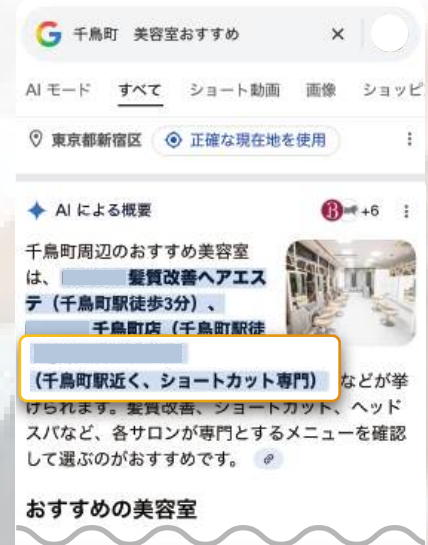 千鳥町 美容室おすすめ ×
AI モード すべて ショート動画 画像 ショッピ
東京都新宿区 正確な現在地を使用
AI による概要 B +6
千鳥町周辺のおすすめ美容室
は、 髪質改善ヘアエス
テ（千鳥町駅徒歩3分）、
千鳥町店（千鳥町駅徒
（千鳥町駅近く、ショートカット専門） などが挙
げられます。髪質改善、ショートカット、ヘッド
スパなど、各サロンが専門とするメニューを確認
して選ぶのがおすすめです。
おすすめの美容室